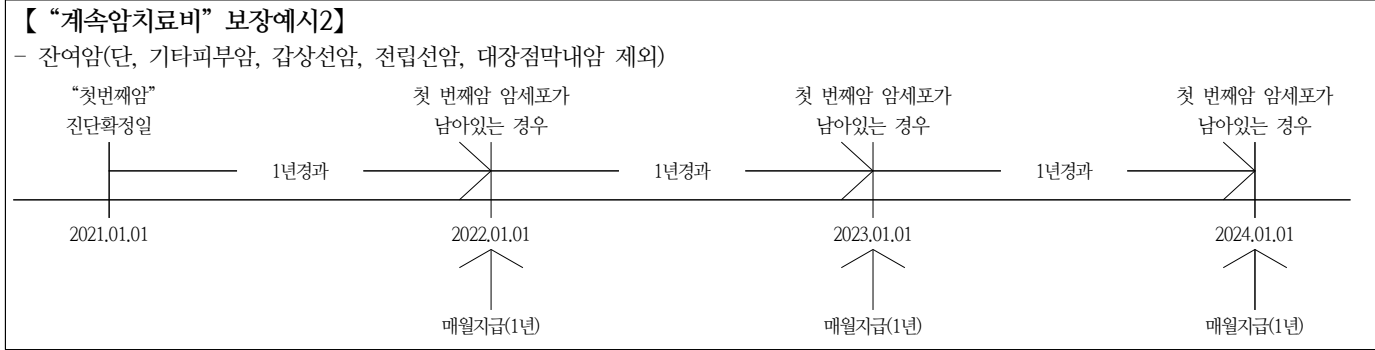 【 “계속암치료비” 보장예시2】
- 잔여암(단, 기타피부암, 갑상선암, 전립선암, 대장점막내암 제외)
“첫번째암” 첫 번째암 암세포가 첫 번째암 암세포가 첫 번째암 암세포가
진단확정일 남아있는 경우 남아있는 경우 남아있는 경우
1년경과 1년경과 1년경과
2021.01.01 2022.01.01 2023.01.01 2024.01.01
매월지급(1년) 매월지급(1년) 매월지급(1년)